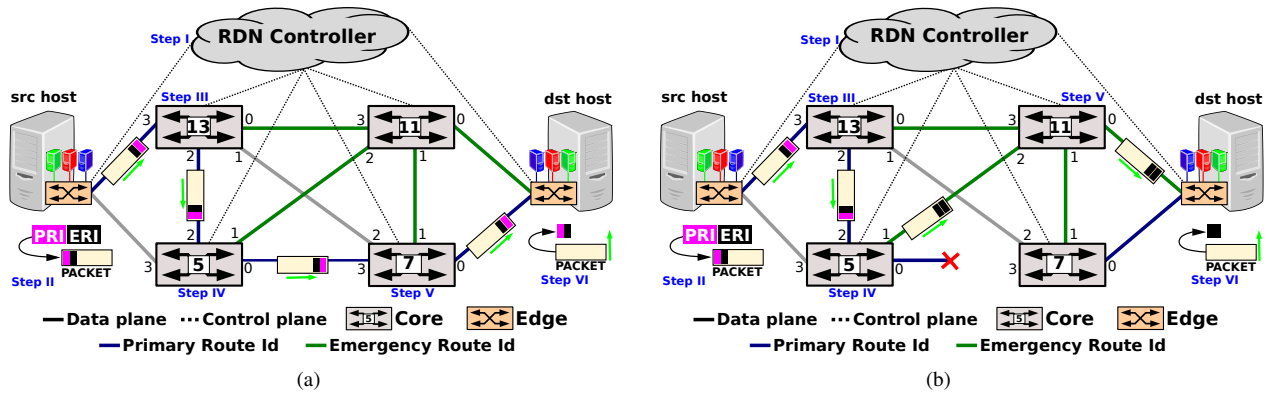 RDN Controller
Step I
src host
dst host
Step III
3 13 0
2 1
3 11 0
2 1
PRI ERI
PACKET
Step II
2 1
3 5 0
Step IV
2 1
3 7 0
Step V
PACKET
Step VI
Data plane Control plane 5 Core Edge
Primary Route Id Emergency Route Id
(a)
RDN Controller
Step I
src host
dst host
Step III
3 13 0
2 1
Step V
3 11 0
2 1
PRI ERI
PACKET
Step II
2 1
3 5 0
Step IV
2 1
3 7 0
PACKET
Step VI
Data plane Control plane 5 Core Edge
Primary Route Id Emergency Route Id
(b)